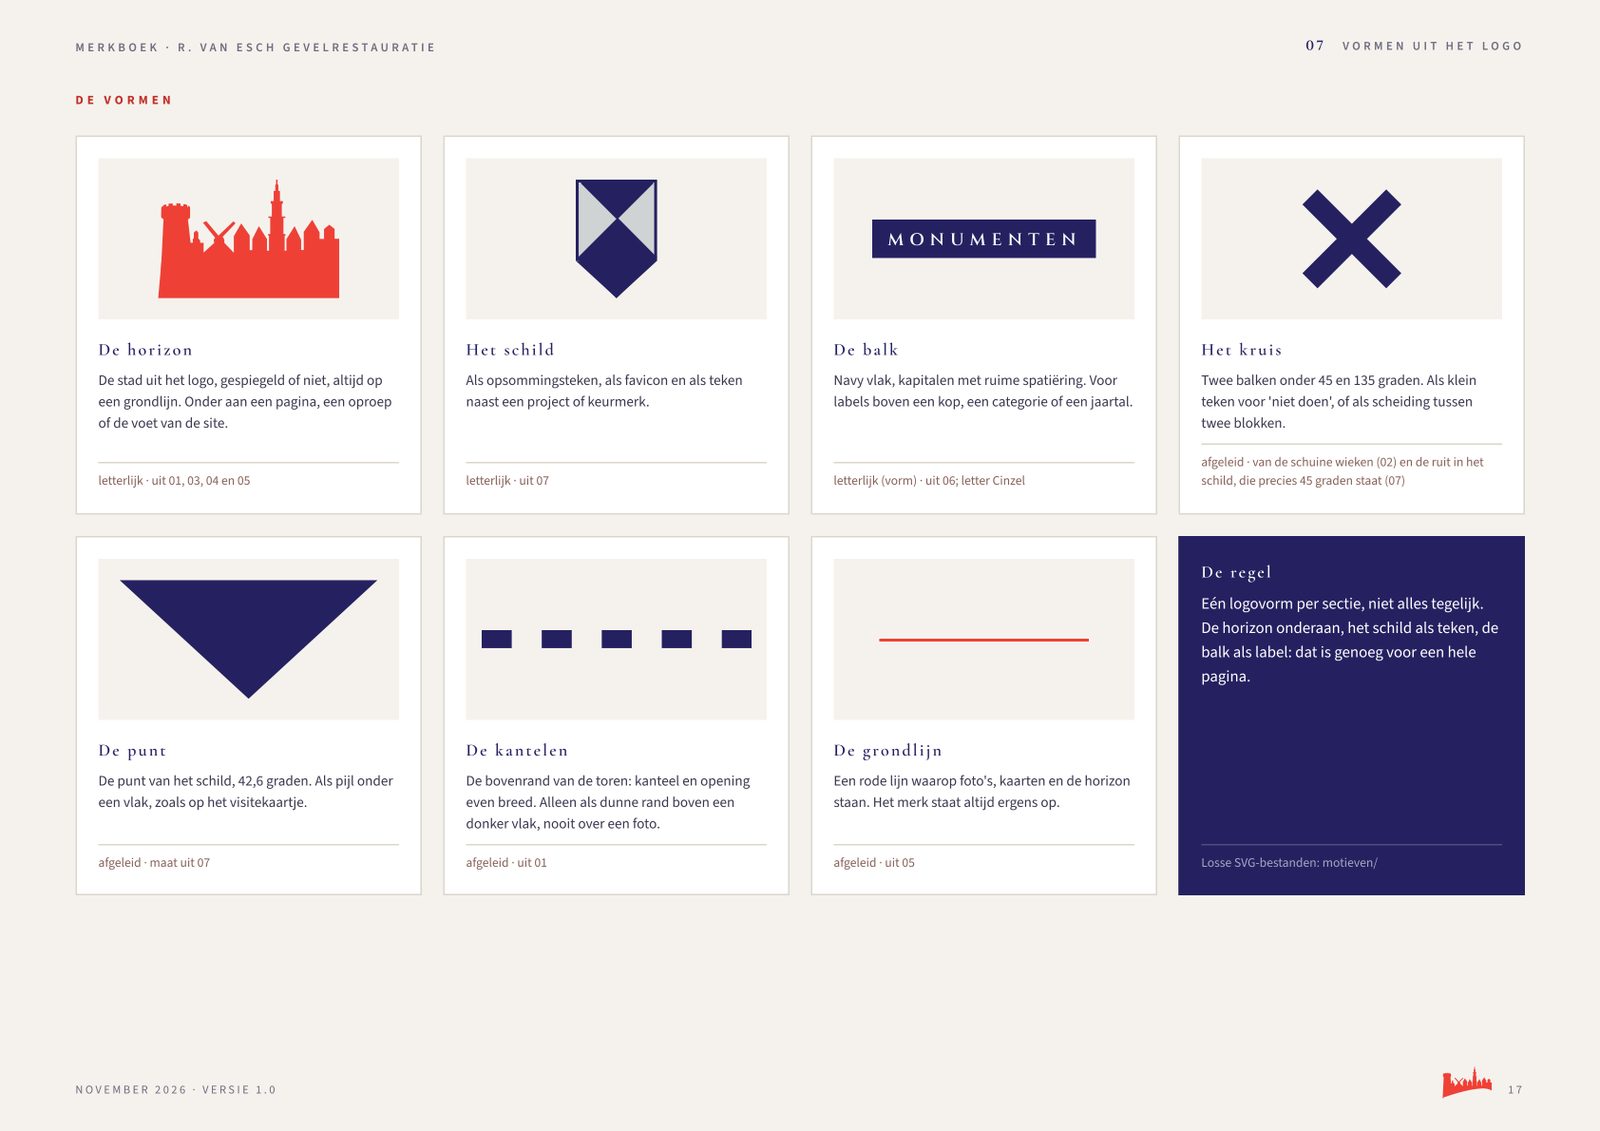 MERKBOEK · R. VAN ESCH GEVELRESTAURATIE
07 VORMEN UIT HET LOGO
DE VORMEN
De horizon
De stad uit het logo, gespiegeld of niet, altijd op
een grondlijn. Onder aan een pagina, een oproep
of de voet van de site.
letterlijk · uit 01, 03, 04 en 05
Het schild
Als opsommingsteken, als favicon en als teken
naast een project of keurmerk.
letterlijk · uit 07
MONUMENTEN
De balk
Navy vlak, kapitalen met ruime spatiëring. Voor
labels boven een kop, een categorie of een jaartal.
letterlijk (vorm) · uit 06; letter Cinzel
Het kruis
Twee balken onder 45 en 135 graden. Als klein
teken voor 'niet doen', of als scheiding tussen
twee blokken.
afgeleid · van de schuine wieken (02) en de ruit in het
schild, die precies 45 graden staat (07)
De punt
De punt van het schild, 42,6 graden. Als pijl onder
een vlak, zoals op het visitekaartje.
afgeleid · maat uit 07
De kantelen
De bovenrand van de toren: kanteel en opening
even breed. Alleen als dunne rand boven een
donker vlak, nooit over een foto.
afgeleid · uit 01
De grondlijn
Een rode lijn waarop foto's, kaarten en de horizon
staan. Het merk staat altijd ergens op.
afgeleid · uit 05
De regel
Eén logovorm per sectie, niet alles tegelijk.
De horizon onderaan, het schild als teken, de
balk als label: dat is genoeg voor een hele
pagina.
Losse SVG-bestanden: motieven/
NOVEMBER 2026 · VERSIE 1.0
17